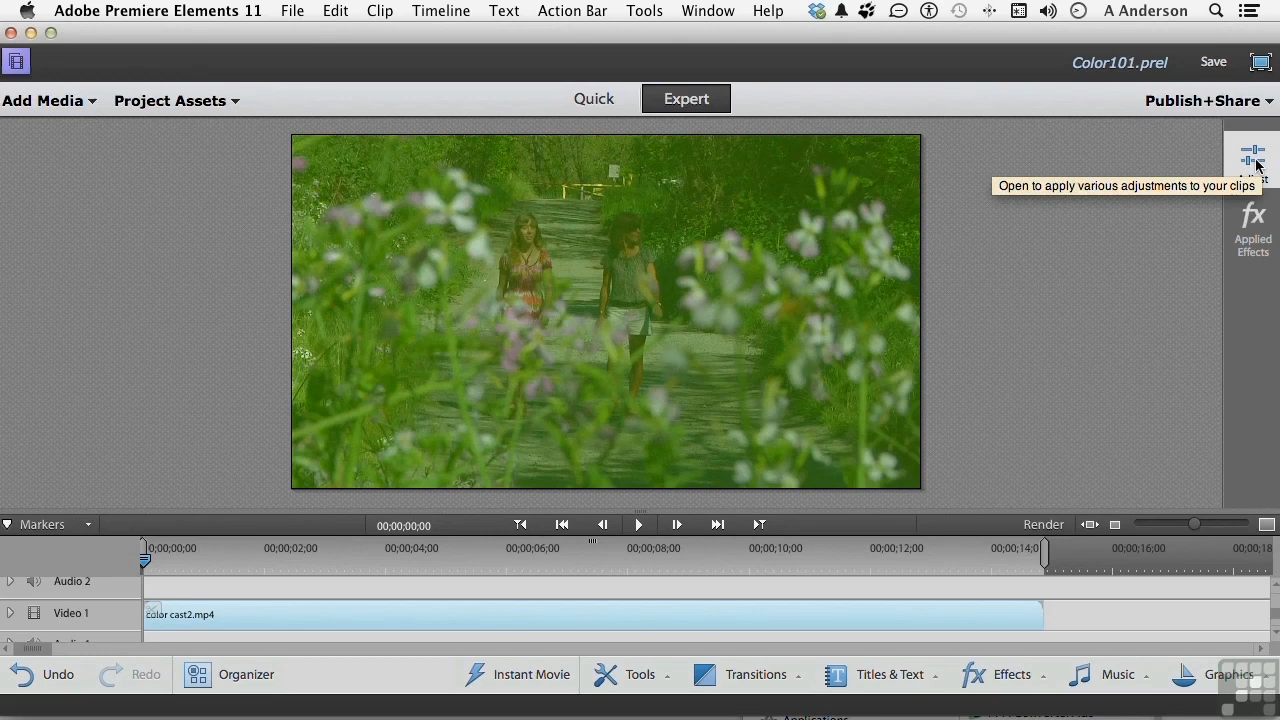 Adobe Premiere Elements 11 File Edit Clip Timeline Text Action Bar Tools Window Help A Anderson
Color101.prel Save
Add Media Project Assets Quick Expert Publish+Share
Open to apply various adjustments to your clips
fx
Applied
Effects
Markers 00;00;00;00 Render
0;00;00;00 00;00;02;00 00;00;04;00 00;00;06;00 00;00;08;00 00;00;10;00 00;00;12;00 00;00;14;0 00;00;16;00 00;00;18
Audio 2
Video 1 color cast2.mp4
Undo Redo Organizer Instant Movie Tools Transitions T Titles & Text fx Effects Music Graphics